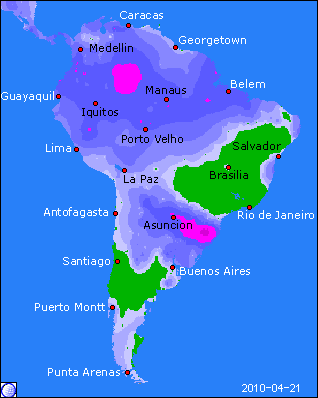 Caracas
Georgetown
Medellin
Guayaquil
Iquitos
Manaus
Belem
Porto Velho
Lima
Salvador
La Paz
Brasilia
Antofagasta
Rio de Janeiro
Asuncion
Santiago
Buenos Aires
Puerto Montt
Punta Arenas
2010-04-21